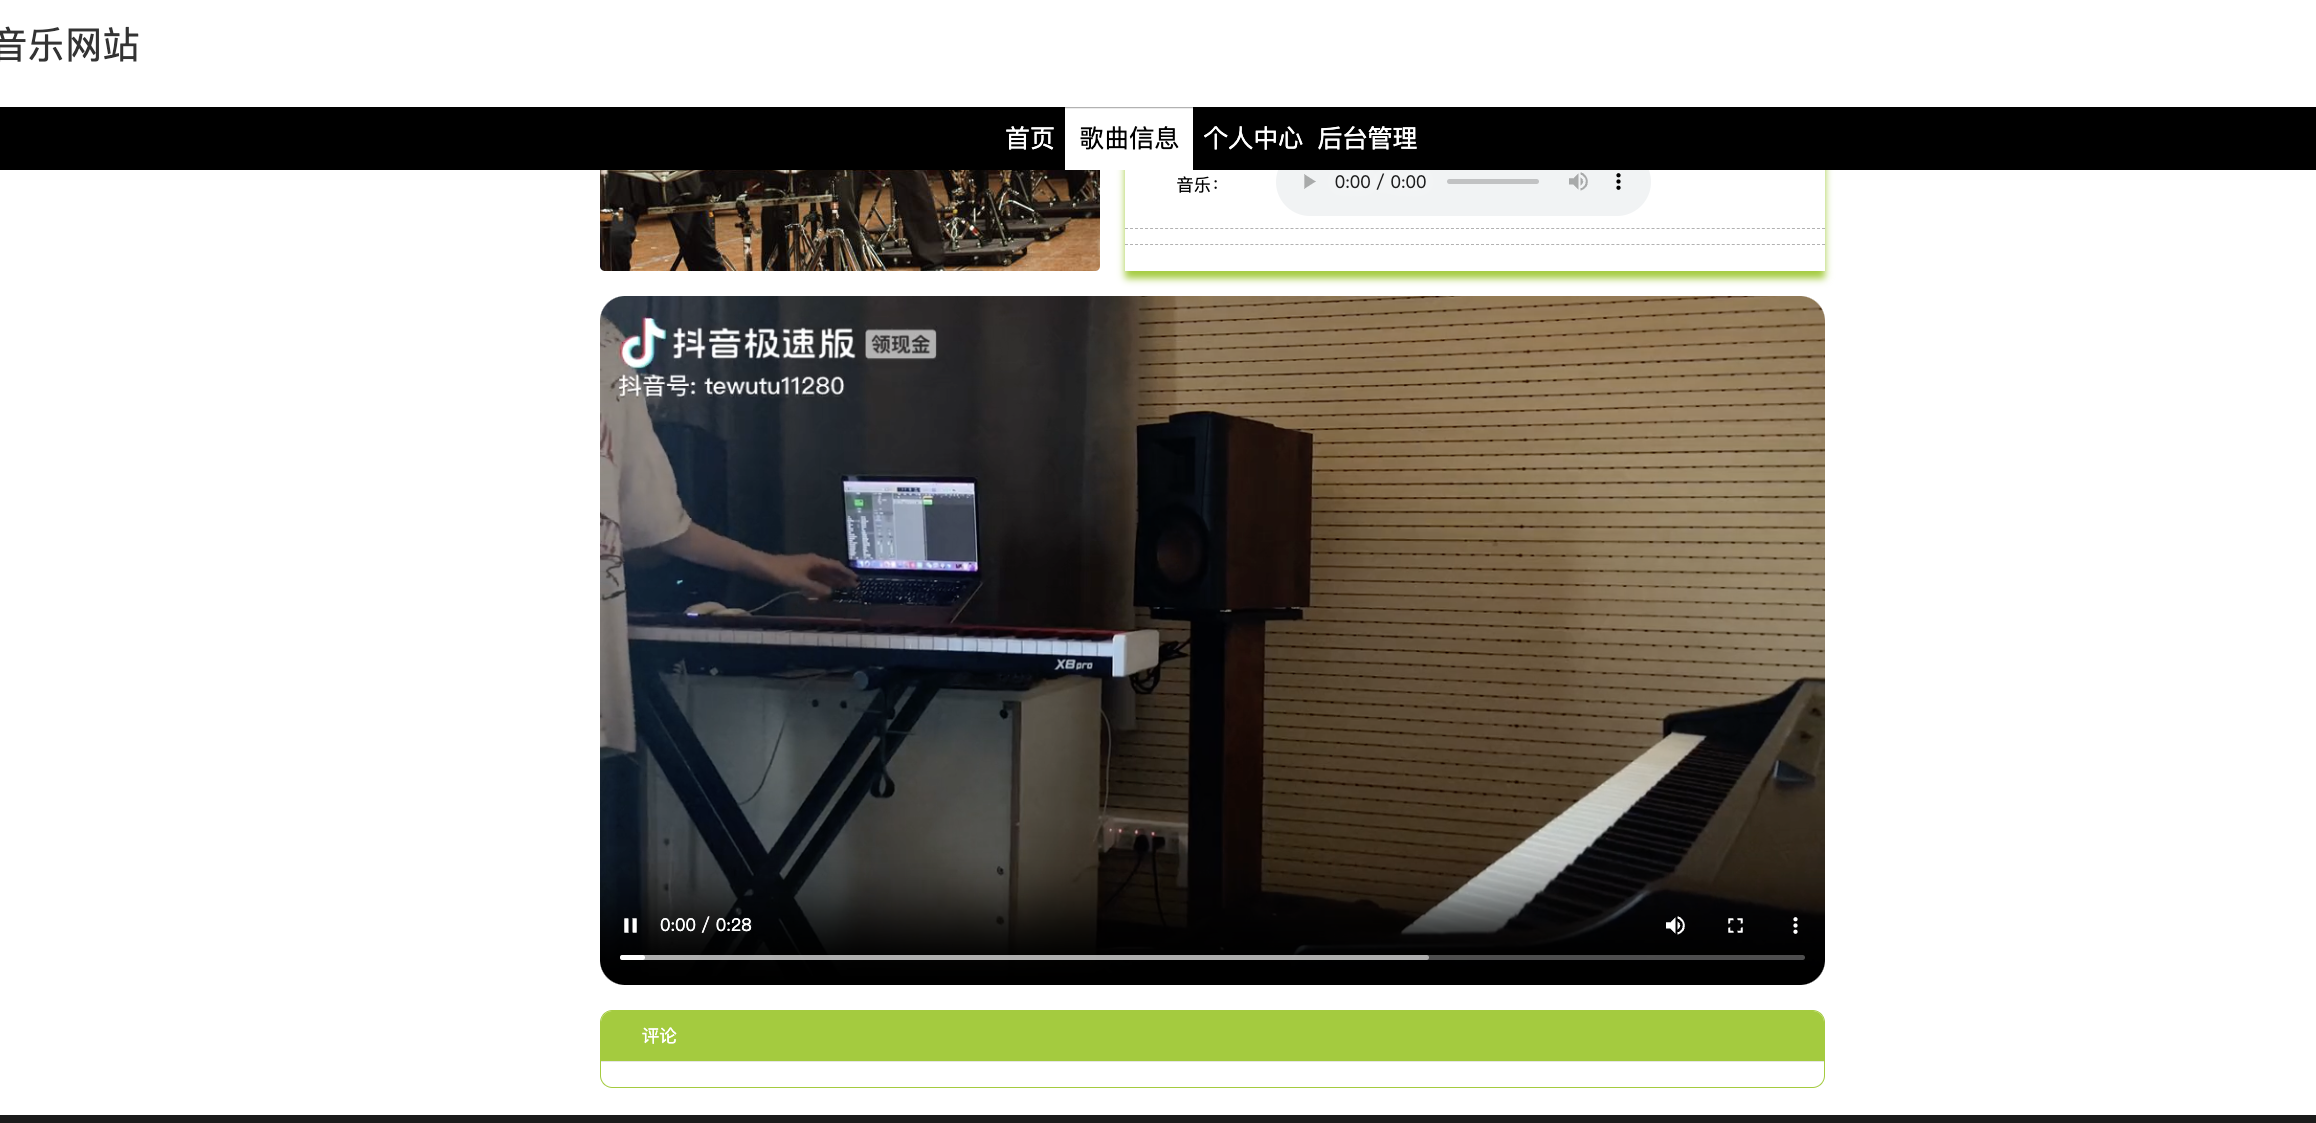 音乐网站
首页 歌曲信息 个人中心 后台管理
音乐：
0:00 / 0:00
抖音极速版 领现金
抖音号: tewutu11280
X8 pro
0:00 / 0:28
评论